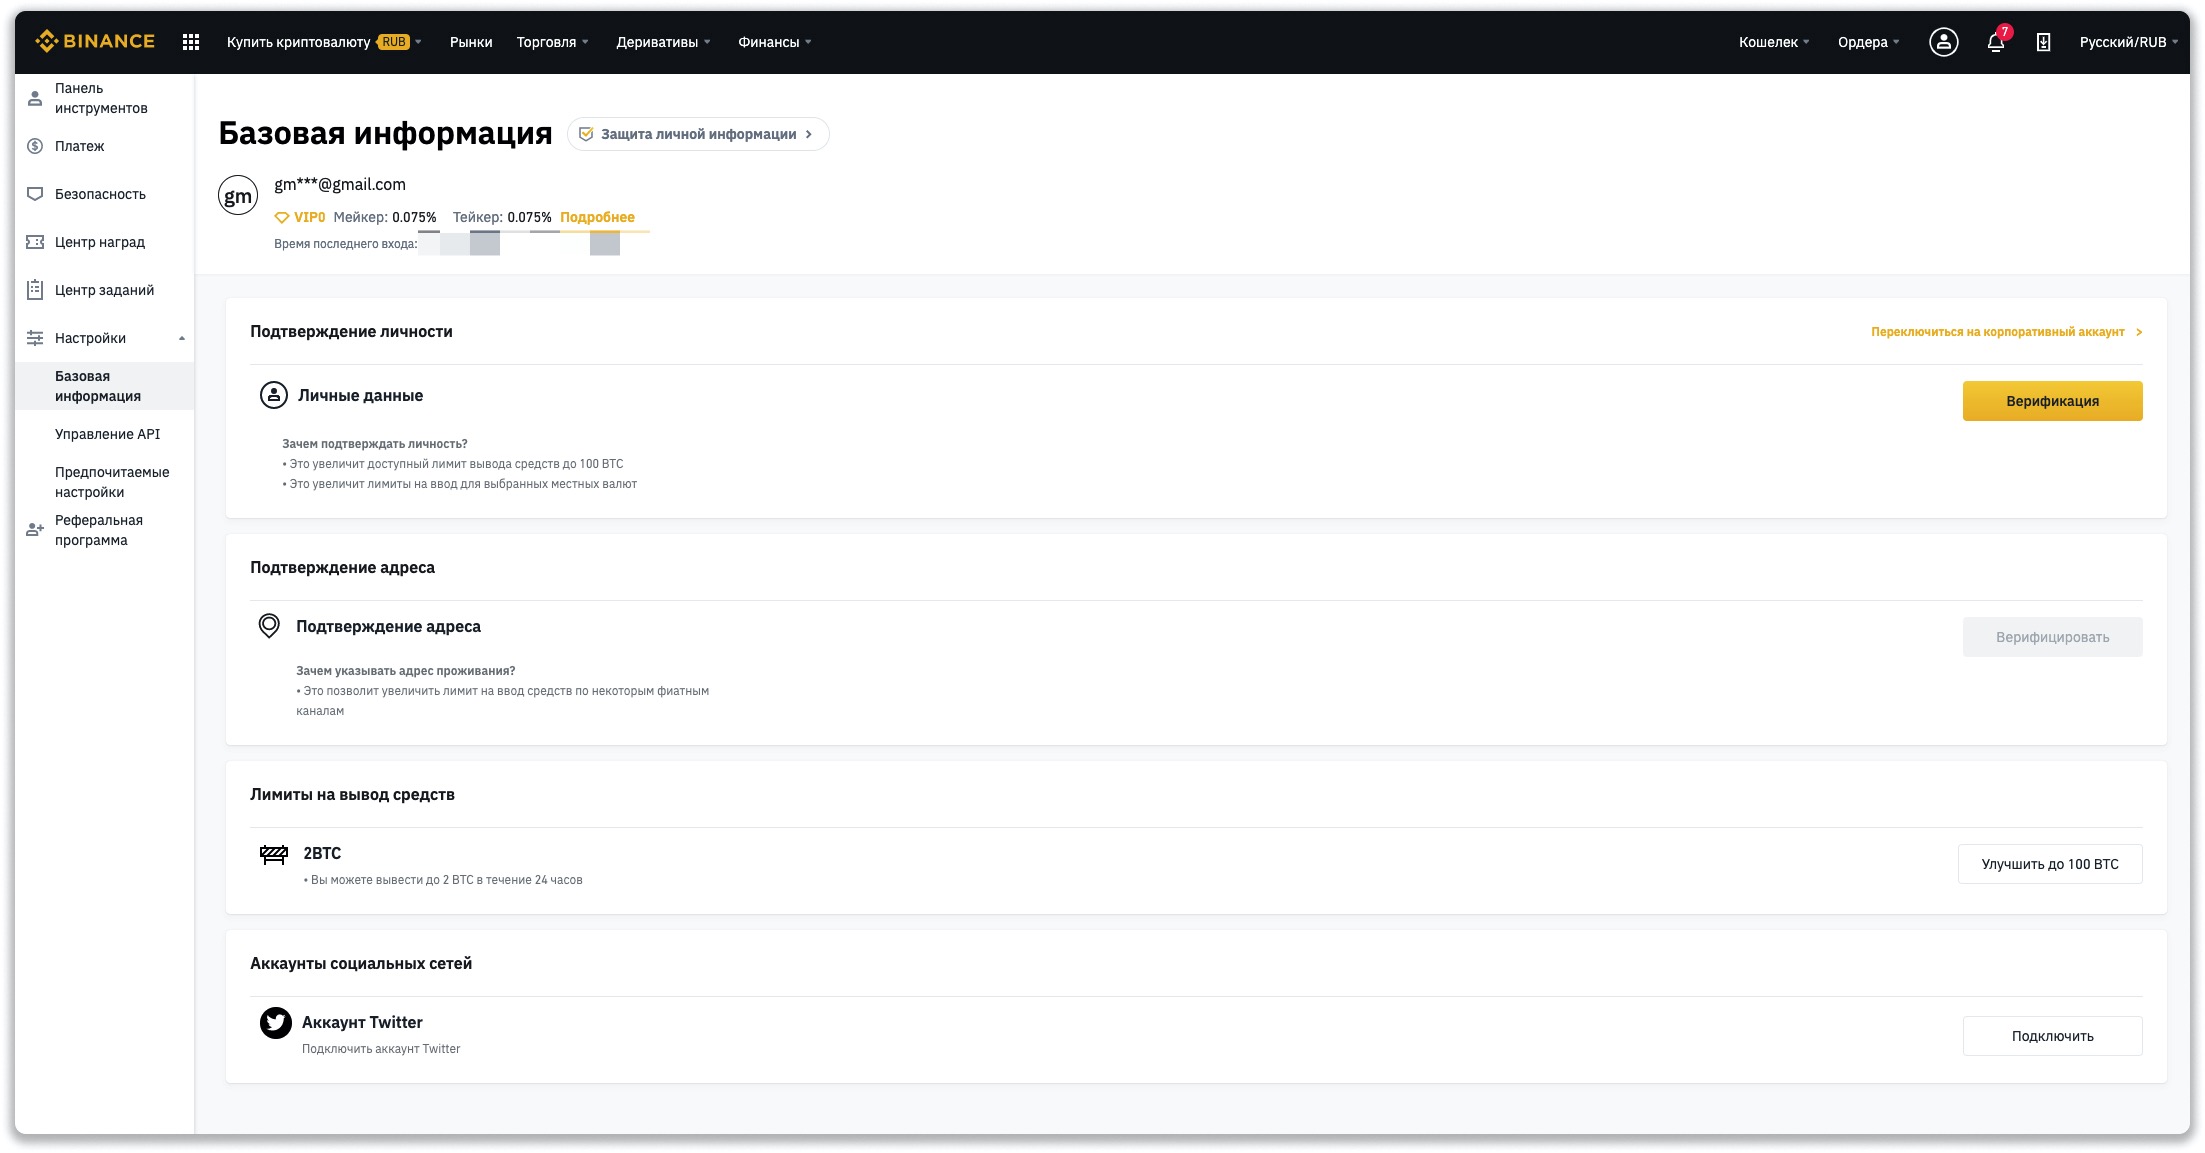 BINANCE
Купить криптовалюту RUB
Рынки
Торговля
Деривативы
Финансы
Кошелек
Ордера
7
Русский/RUB
Панель
инструментов
Платеж
Безопасность
Центр наград
Центр заданий
Настройки
Базовая
информация
Управление API
Предпочитаемые
настройки
Реферальная
программа
Базовая информация
Защита личной информации
gm
gm***@gmail.com
VIP0 Мейкер: 0.075% Тейкер: 0.075% Подробнее
Время последнего входа:
Подтверждение личности
Переключиться на корпоративный аккаунт
Личные данные
Верификация
Зачем подтверждать личность?
• Это увеличит доступный лимит вывода средств до 100 BTC
• Это увеличит лимиты на ввод для выбранных местных валют
Подтверждение адреса
Подтверждение адреса
Верифицировать
Зачем указывать адрес проживания?
• Это позволит увеличить лимит на ввод средств по некоторым фиатным
каналам
Лимиты на вывод средств
2BTC
• Вы можете вывести до 2 BTC в течение 24 часов
Улучшить до 100 BTC
Аккаунты социальных сетей
Аккаунт Twitter
Подключить аккаунт Twitter
Подключить